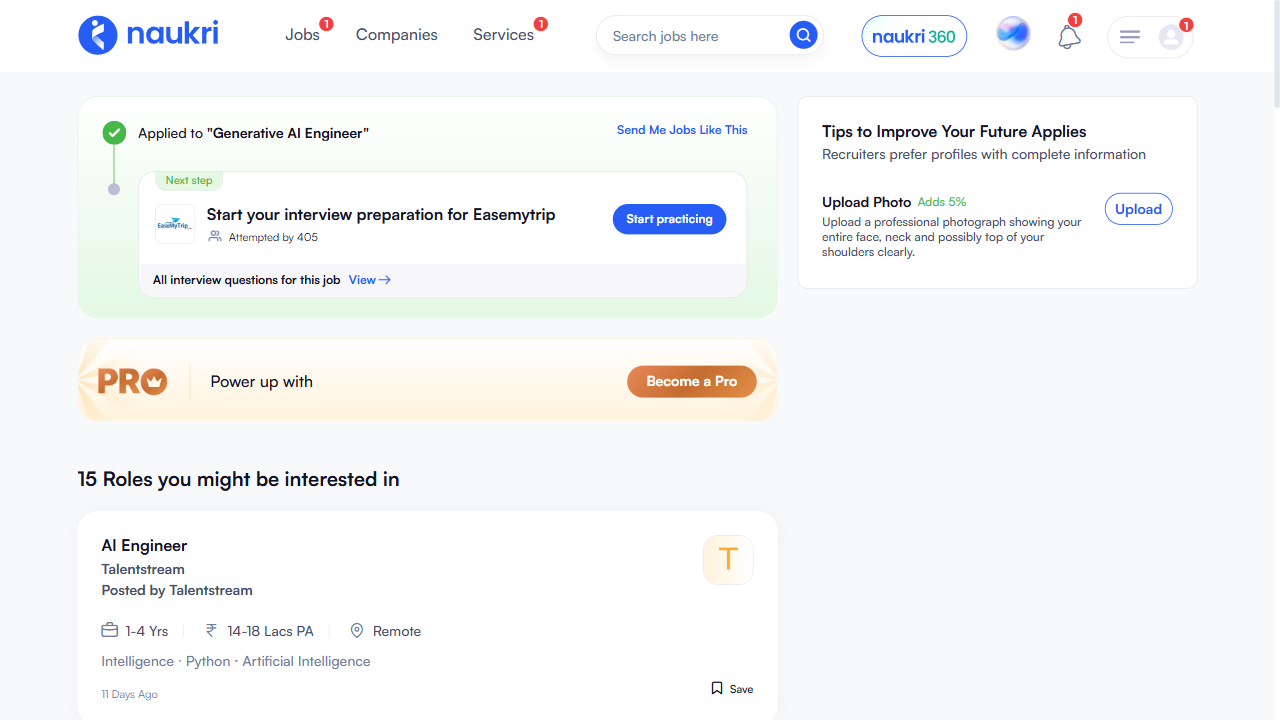 naukri
Jobs 1
Companies
Services 1
Search jobs here
naukri 360
1
1
Applied to "Generative AI Engineer"
Send Me Jobs Like This
Next step
EaseMyTrip
Start your interview preparation for Easemytrip
Attempted by 405
Start practicing
All interview questions for this job View
Tips to Improve Your Future Applies
Recruiters prefer profiles with complete information
Upload Photo Adds 5%
Upload a professional photograph showing your
entire face, neck and possibly top of your
shoulders clearly.
Upload
PRO
Power up with
Become a Pro
15 Roles you might be interested in
AI Engineer
Talentstream
Posted by Talentstream
T
1-4 Yrs
₹ 14-18 Lacs PA
Remote
Intelligence · Python · Artificial Intelligence
11 Days Ago
Save